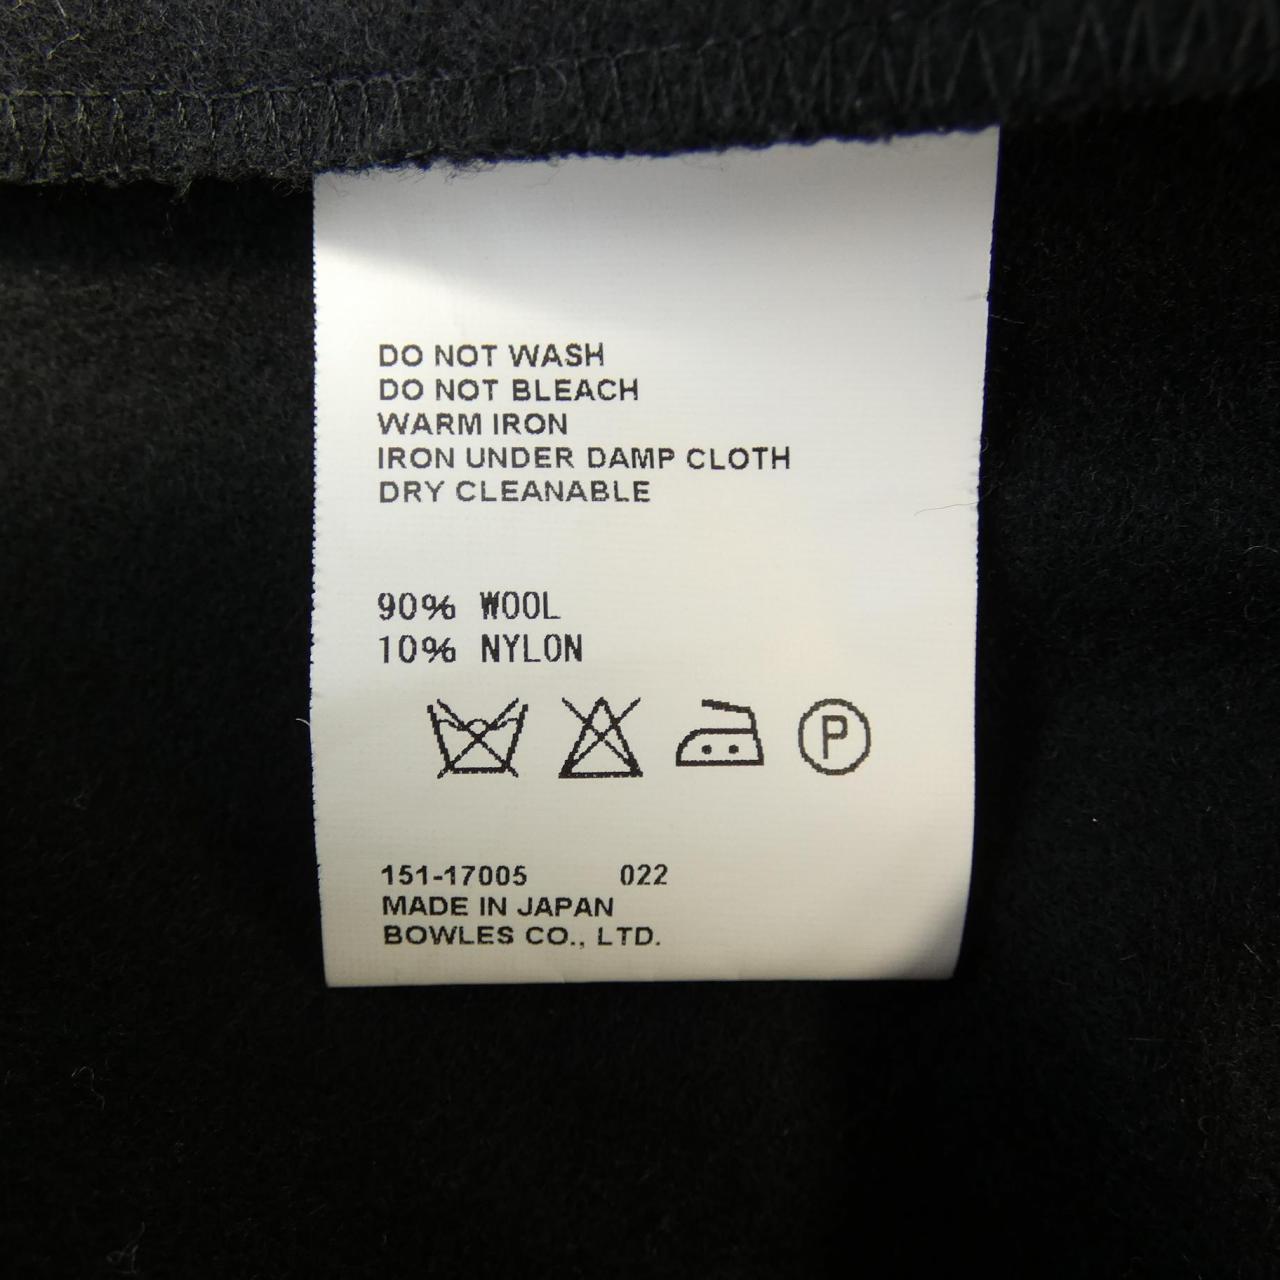 DO NOT WASH
DO NOT BLEACH
WARM IRON
IRON UNDER DAMP CLOTH
DRY CLEANABLE
90% WOOL
10% NYLON
P
151-17005 022
MADE IN JAPAN
BOWLES CO., LTD.